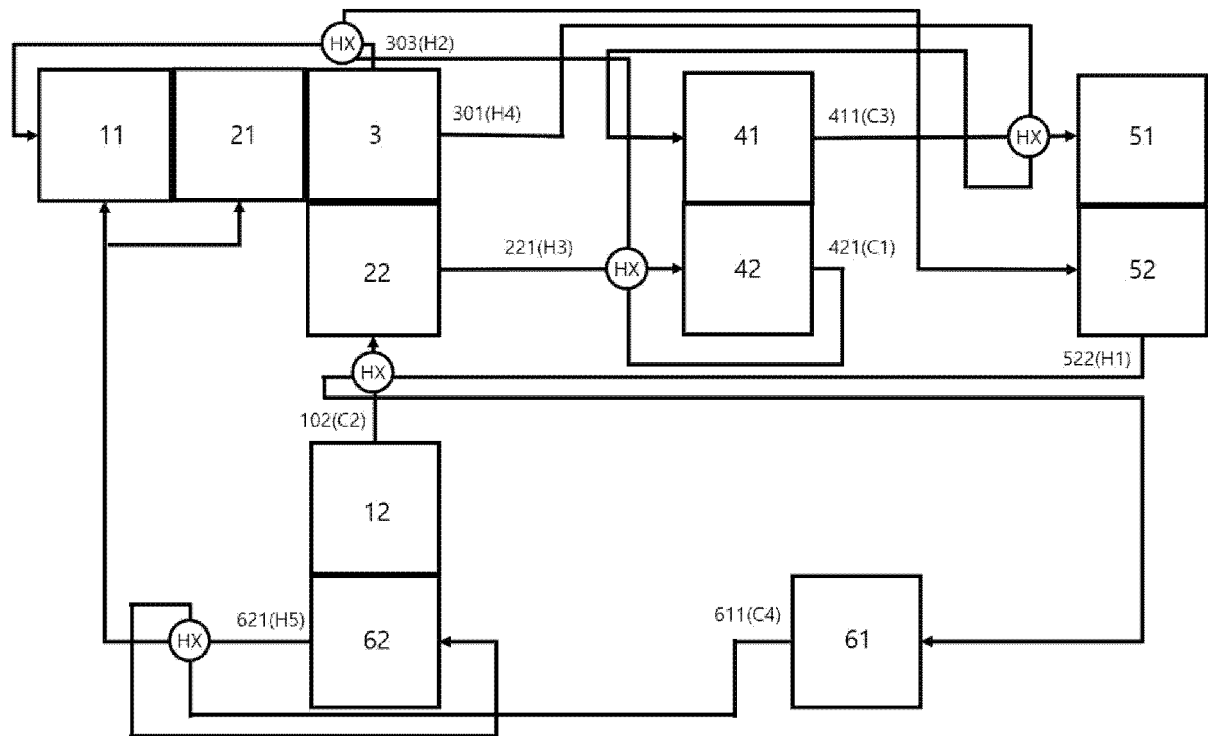 HX
303(H2)
11
21
3
301(H4)
41
411(C3)
HX
51
22
221(H3)
HX
42
421(C1)
52
HX
522(H1)
102(C2)
12
HX
621(H5)
62
611(C4)
61